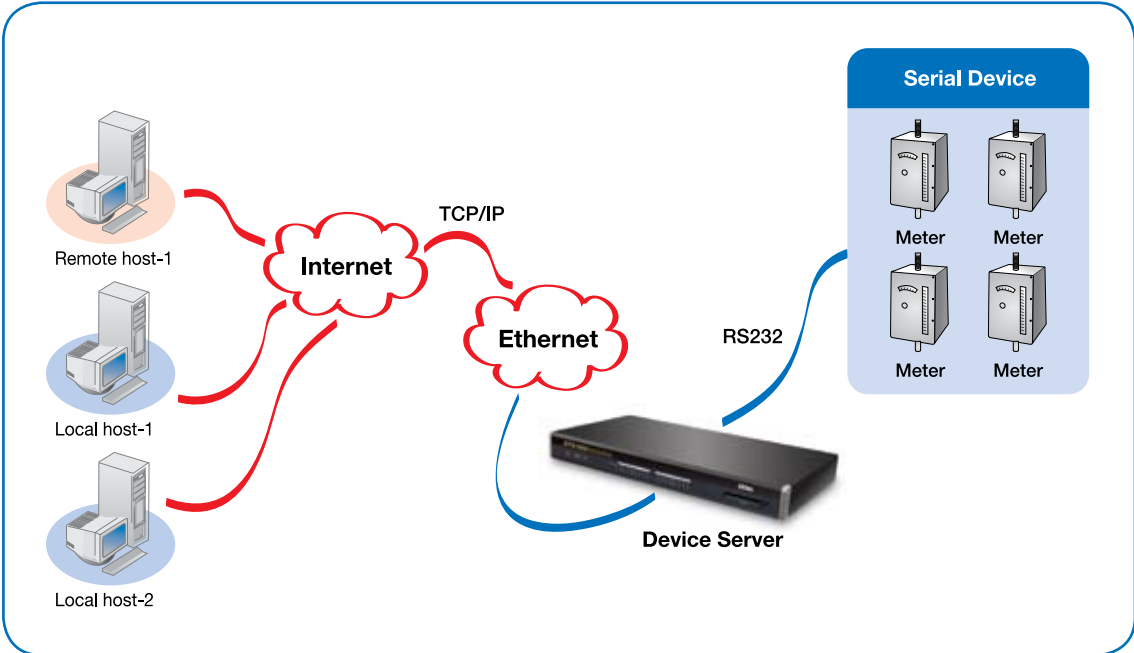 Serial Device
Meter Meter
Meter Meter
Remote host-1
Local host-1
Local host-2
Internet
TCP/IP
Ethernet
RS232
Device Server